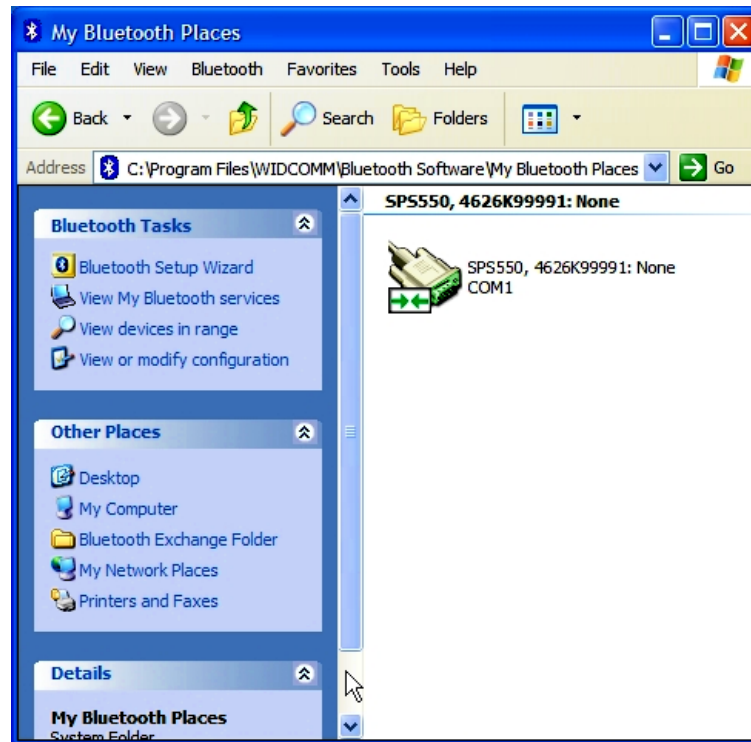 My Bluetooth Places
File Edit View Bluetooth Favorites Tools Help
Back Search Folders
Address C:\Program Files\WIDCOMM\Bluetooth Software\My Bluetooth Places Go
Bluetooth Tasks
Bluetooth Setup Wizard
View My Bluetooth services
View devices in range
View or modify configuration
Other Places
Desktop
My Computer
Bluetooth Exchange Folder
My Network Places
Printers and Faxes
Details
My Bluetooth Places
System Folder
SPS550, 4626K99991: None
SPS550, 4626K99991: None
COM1